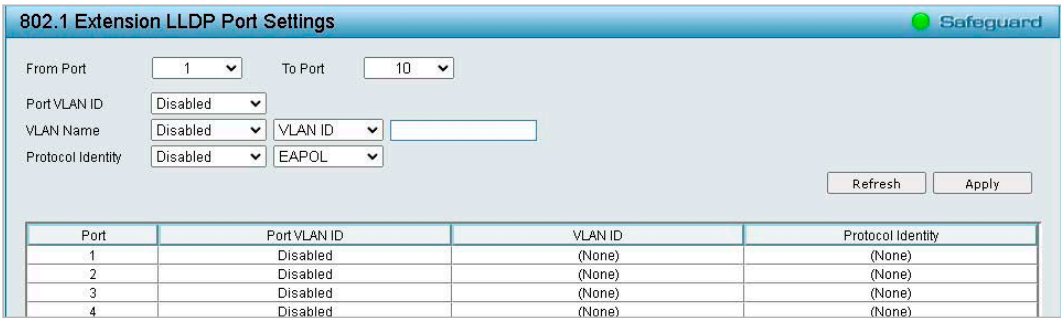 802.1 Extension LLDP Port Settings Safeguard
From Port 1 To Port 10
Port VLAN ID Disabled
VLAN Name Disabled VLAN ID
Protocol Identity Disabled EAPOL
Refresh Apply
Port Port VLAN ID VLAN ID Protocol Identity
1 Disabled (None) (None)
2 Disabled (None) (None)
3 Disabled (None) (None)
4 Disabled (None) (None)